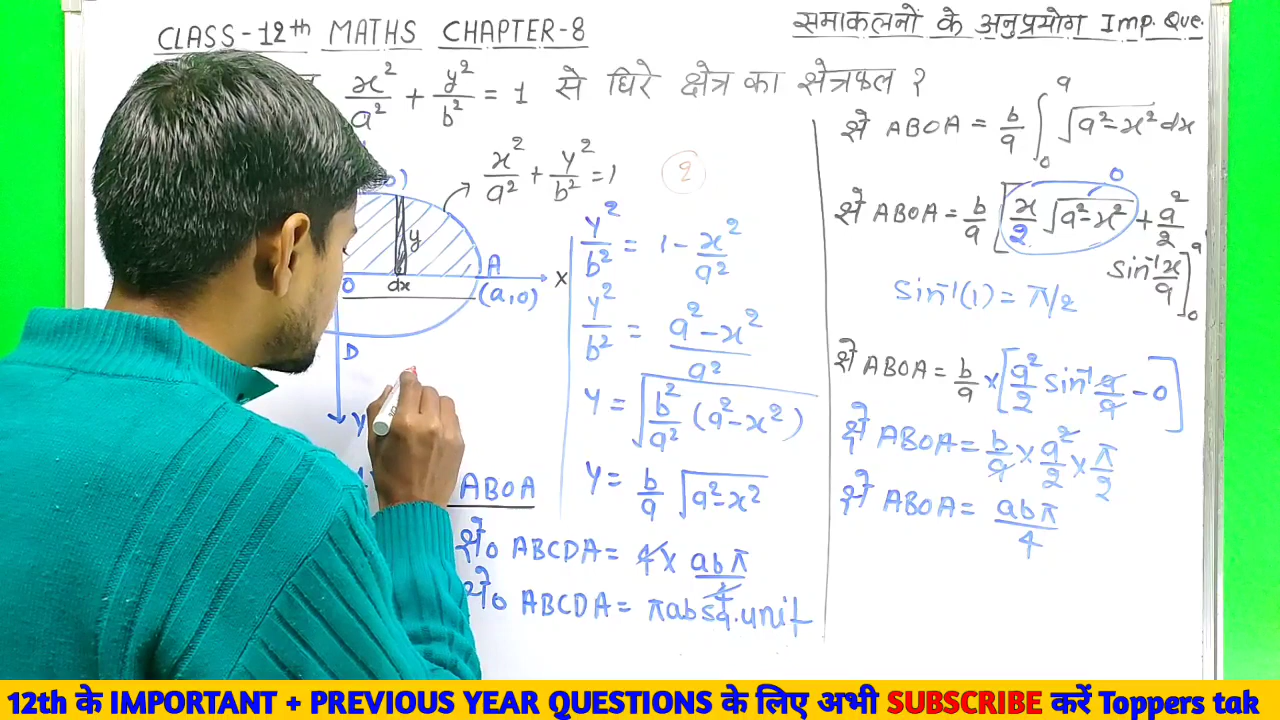 CLASS-12th MATHS CHAPTER-8
समाकलनों के अनुप्रयोग Imp. Que.
x²/a² + y²/b² = 1 से घिरे क्षेत्र का क्षेत्रफल ?
x²/a² + y²/b² = 1
y
A
X
O
dx
(a,0)
D
Y
y²/b² = 1 - x²/a²
y²/b² = a²-x²/a²
Y = √b²/a² (a²-x²)
Y = b/a √a²-x²
ABOA
क्षे० ABCDA = 4 x abπ/4
क्षे० ABCDA = πab sq. unit
क्षे ABOA = b/a ∫₀ᵃ √a²-x² dx
क्षे ABOA = b/a [x/2 √a²-x² + a²/2 sin⁻¹ x/a]₀ᵃ
0
Sin⁻¹(1) = π/2
क्षे ABOA = b/a x [a²/2 sin⁻¹ a/a - 0]
क्षे ABOA = b/a x a²/2 x π/2
क्षे ABOA = abπ/4
12th के IMPORTANT + PREVIOUS YEAR QUESTIONS के लिए अभी SUBSCRIBE करें Toppers tak